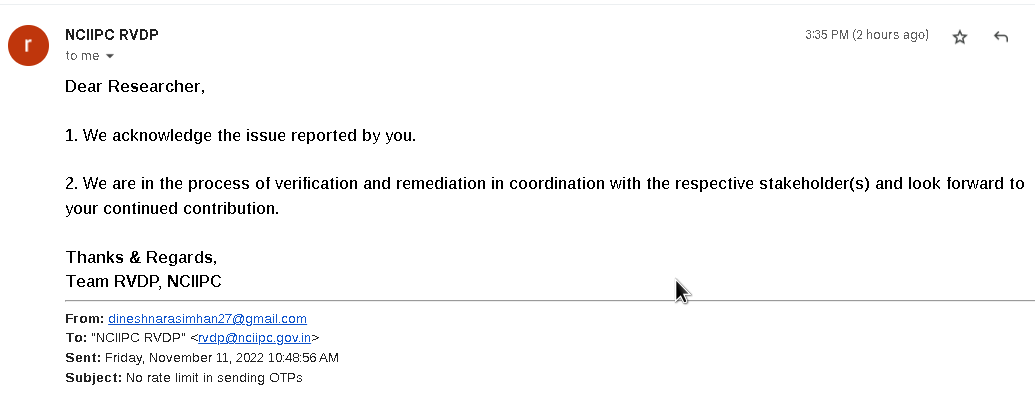 NCIIPC RVDP
3:35 PM (2 hours ago)
r
to me
Dear Researcher,
1. We acknowledge the issue reported by you.
2. We are in the process of verification and remediation in coordination with the respective stakeholder(s) and look forward to
your continued contribution.
Thanks & Regards,
Team RVDP, NCIIPC
From: dineshnarasimhan27@gmail.com
To: "NCIIPC RVDP" <rvdp@nciipc.gov.in>
Sent: Friday, November 11, 2022 10:48:56 AM
Subject: No rate limit in sending OTPs